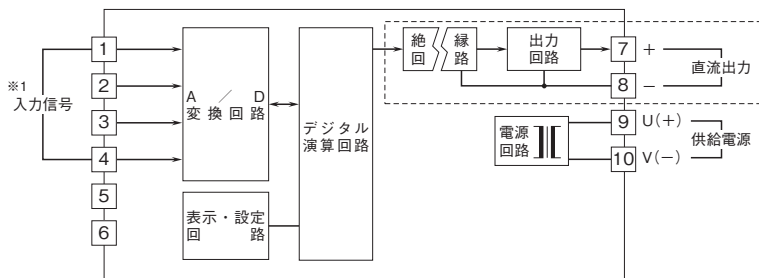 ※1
入力信号
1
2
3
4
5
6
A / D
変換回路
表示・設定
回路
デジタル
演算回路
絶縁
回路
出力
回路
7 +
8 −
直流出力
電源
回路
9 U(+)
10 V(−)
供給電源